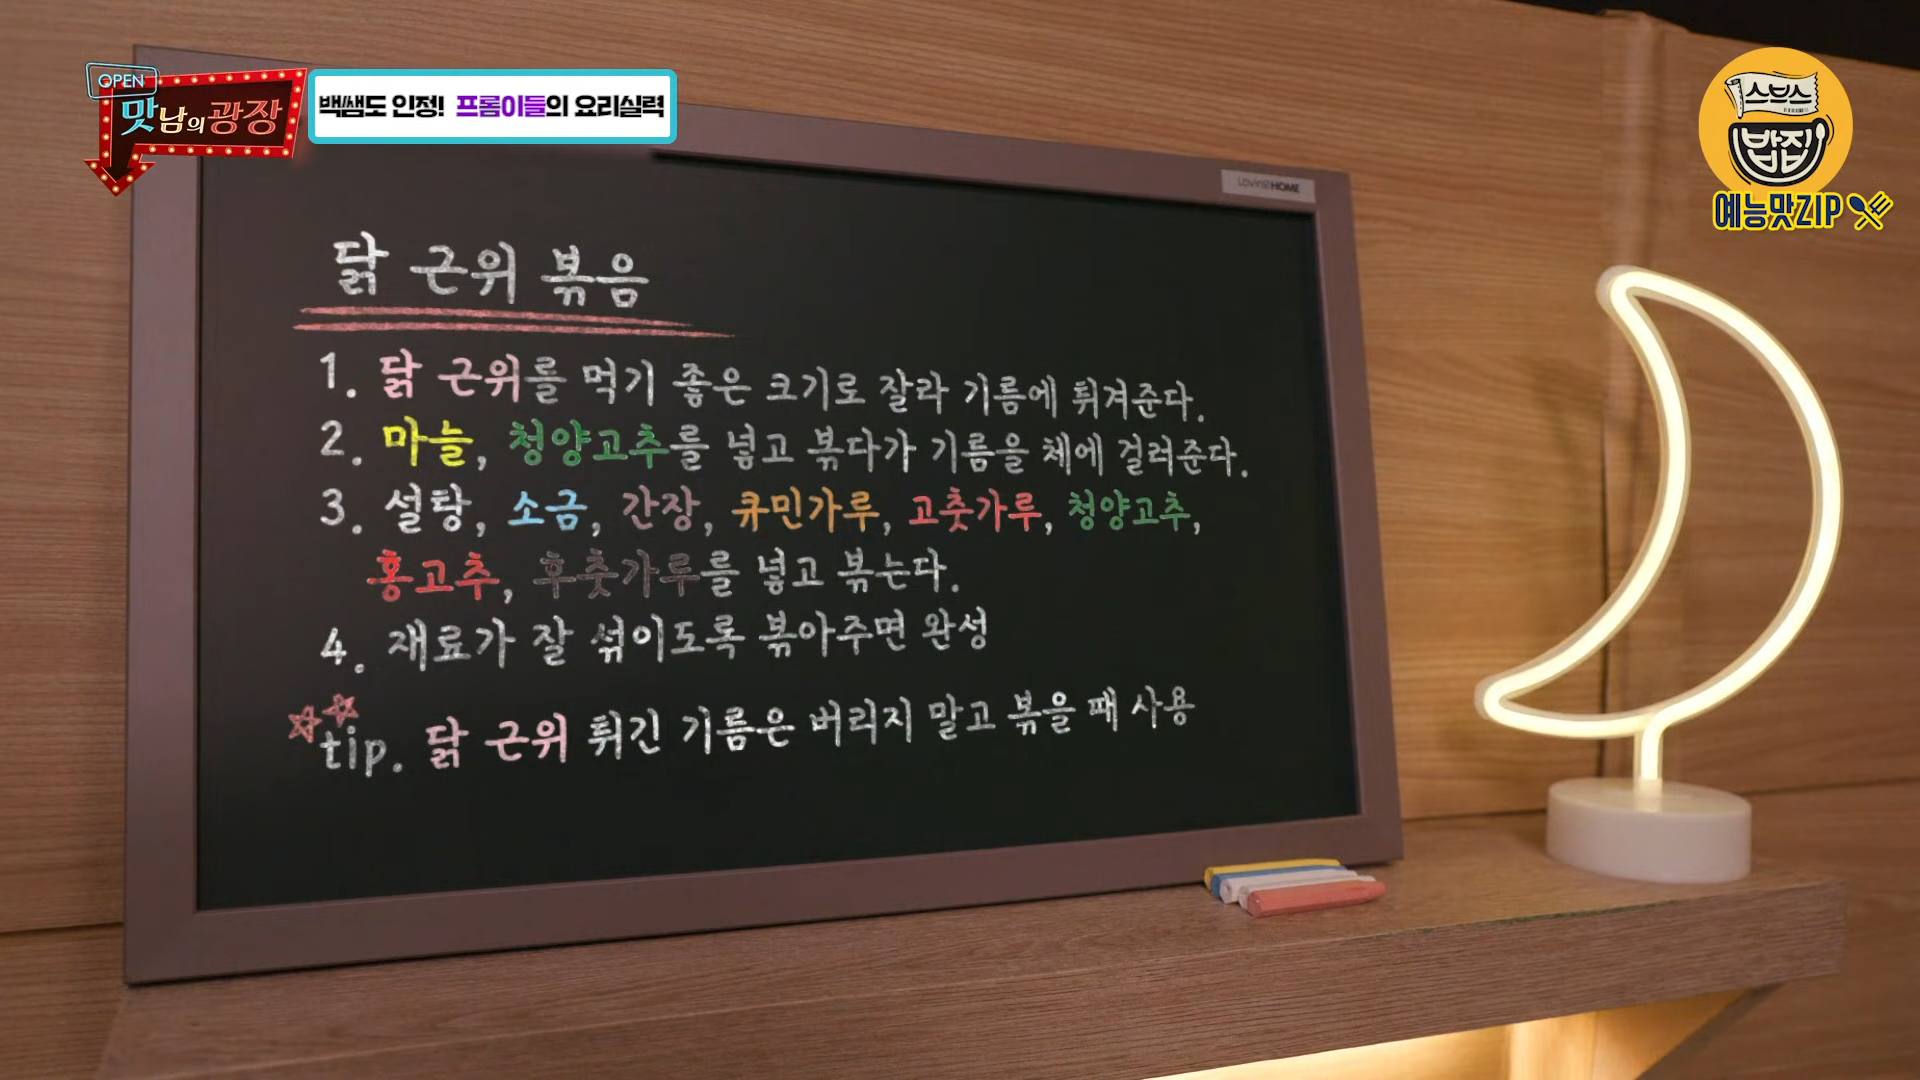 OPEN
맛남의 광장
백쌤도 인정! 프롬이들의 요리실력
스브스
밥집
예능맛ZIP
Loving HOME
닭 근위 볶음
1. 닭 근위를 먹기 좋은 크기로 잘라 기름에 튀겨준다.
2. 마늘, 청양고추를 넣고 볶다가 기름을 체에 걸러준다.
3. 설탕, 소금, 간장, 큐민가루, 고춧가루, 청양고추,
홍고추, 후춧가루를 넣고 볶는다.
4. 재료가 잘 섞이도록 볶아주면 완성
tip. 닭 근위 튀긴 기름은 버리지 말고 볶을 때 사용